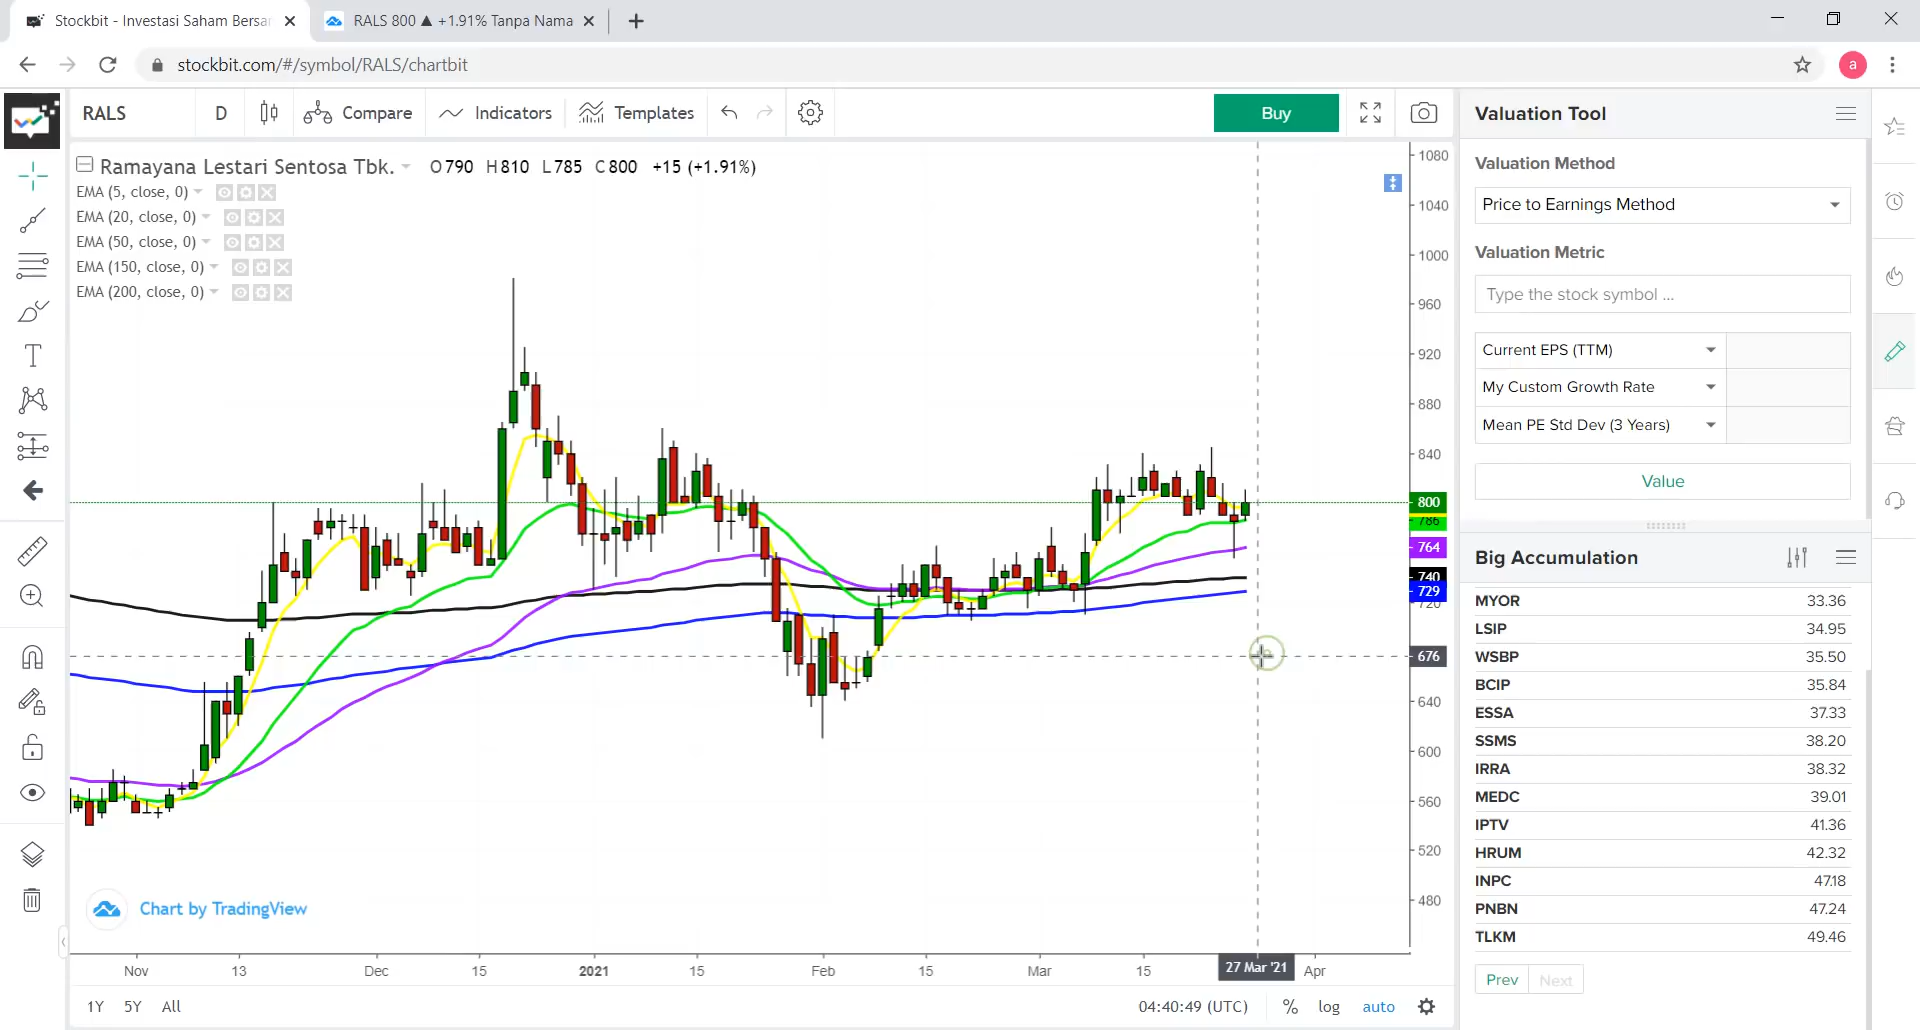 Stockbit - Investasi Saham Bersar
RALS 800 ▲ +1.91% Tanpa Nama
stockbit.com/#/symbol/RALS/chartbit
a
RALS
D
Compare
Indicators
Templates
Buy
Ramayana Lestari Sentosa Tbk.
O790 H810 L785 C800 +15 (+1.91%)
EMA (5, close, 0)
EMA (20, close, 0)
EMA (50, close, 0)
EMA (150, close, 0)
EMA (200, close, 0)
1080
1040
1000
960
920
880
840
800
786
764
740
729
720
676
640
600
560
520
480
Chart by TradingView
Nov
13
Dec
15
2021
15
Feb
15
Mar
15
27 Mar '21
Apr
1Y
5Y
All
04:40:49 (UTC)
%
log
auto
Valuation Tool
Valuation Method
Price to Earnings Method
Valuation Metric
Type the stock symbol ...
Current EPS (TTM)
My Custom Growth Rate
Mean PE Std Dev (3 Years)
Value
Big Accumulation
MYOR 33.36
LSIP 34.95
WSBP 35.50
BCIP 35.84
ESSA 37.33
SSMS 38.20
IRRA 38.32
MEDC 39.01
IPTV 41.36
HRUM 42.32
INPC 47.18
PNBN 47.24
TLKM 49.46
Prev
Next